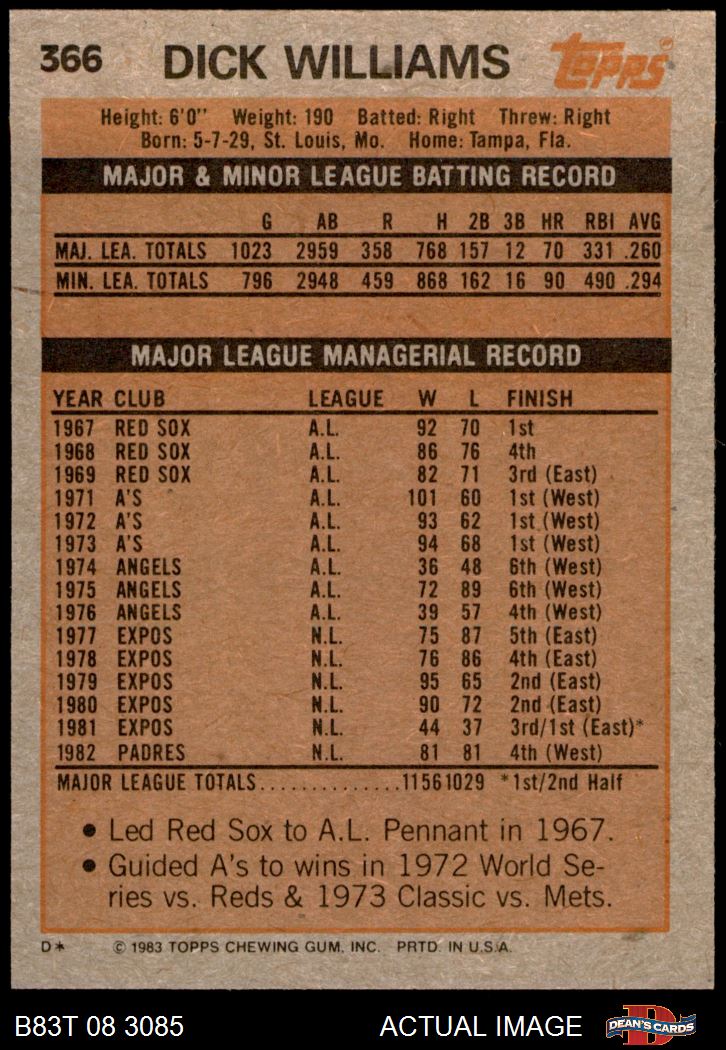 366 DICK WILLIAMS Topps
Height: 6'0" Weight: 190 Batted: Right Threw: Right
Born: 5-7-29, St. Louis, Mo. Home: Tampa, Fla.
MAJOR & MINOR LEAGUE BATTING RECORD
G AB R H 2B 3B HR RBI AVG
MAJ. LEA. TOTALS 1023 2959 358 768 157 12 70 331 .260
MIN. LEA. TOTALS 796 2948 459 868 162 16 90 490 .294
MAJOR LEAGUE MANAGERIAL RECORD
YEAR CLUB LEAGUE W L FINISH
1967 RED SOX A.L. 92 70 1st
1968 RED SOX A.L. 86 76 4th
1969 RED SOX A.L. 82 71 3rd (East)
1971 A'S A.L. 101 60 1st (West)
1972 A'S A.L. 93 62 1st (West)
1973 A'S A.L. 94 68 1st (West)
1974 ANGELS A.L. 36 48 6th (West)
1975 ANGELS A.L. 72 89 6th (West)
1976 ANGELS A.L. 39 57 4th (West)
1977 EXPOS N.L. 75 87 5th (East)
1978 EXPOS N.L. 76 86 4th (East)
1979 EXPOS N.L. 95 65 2nd (East)
1980 EXPOS N.L. 90 72 2nd (East)
1981 EXPOS N.L. 44 37 3rd/1st (East)*
1982 PADRES N.L. 81 81 4th (West)
MAJOR LEAGUE TOTALS..............11561029 *1st/2nd Half
• Led Red Sox to A.L. Pennant in 1967.
• Guided A's to wins in 1972 World Se-
ries vs. Reds & 1973 Classic vs. Mets.
D* © 1983 TOPPS CHEWING GUM, INC. PRTD. IN U.S.A.
B83T 08 3085 ACTUAL IMAGE D DEAN'S CARDS